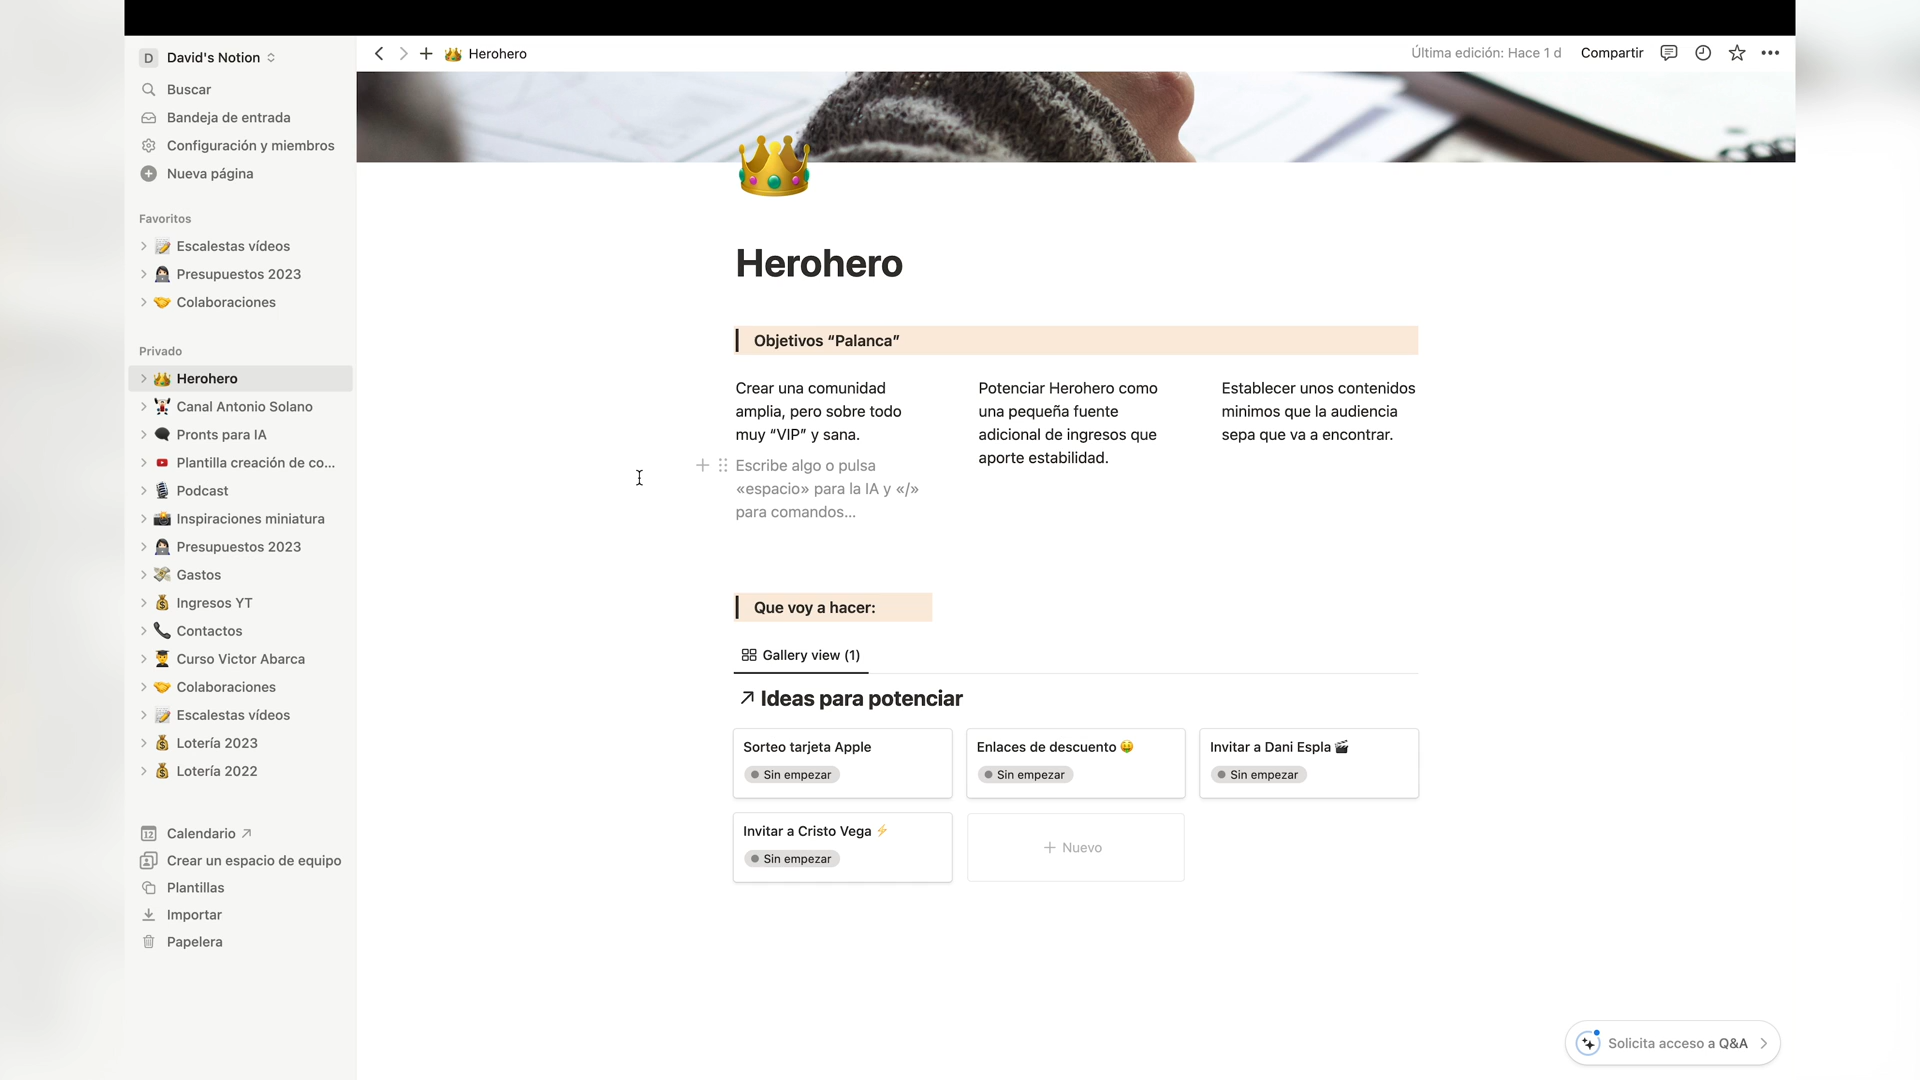 D David's Notion
Buscar
Bandeja de entrada
Configuración y miembros
Nueva página
Favoritos
Escalestas vídeos
Presupuestos 2023
Colaboraciones
Privado
Herohero
Canal Antonio Solano
Pronts para IA
Plantilla creación de co...
Podcast
Inspiraciones miniatura
Presupuestos 2023
Gastos
Ingresos YT
Contactos
Curso Victor Abarca
Colaboraciones
Escalestas vídeos
Lotería 2023
Lotería 2022
12 Calendario ↗
Crear un espacio de equipo
Plantillas
Importar
Papelera
Herohero
Última edición: Hace 1 d
Compartir
Herohero
Objetivos “Palanca”
Crear una comunidad
amplia, pero sobre todo
muy “VIP” y sana.
Escribe algo o pulsa
«espacio» para la IA y «/»
para comandos...
Potenciar Herohero como
una pequeña fuente
adicional de ingresos que
aporte estabilidad.
Establecer unos contenidos
minimos que la audiencia
sepa que va a encontrar.
Que voy a hacer:
Gallery view (1)
↗ Ideas para potenciar
Sorteo tarjeta Apple
Sin empezar
Enlaces de descuento 🤑
Sin empezar
Invitar a Dani Espla 🎬
Sin empezar
Invitar a Cristo Vega ⚡
Sin empezar
+ Nuevo
Solicita acceso a Q&A